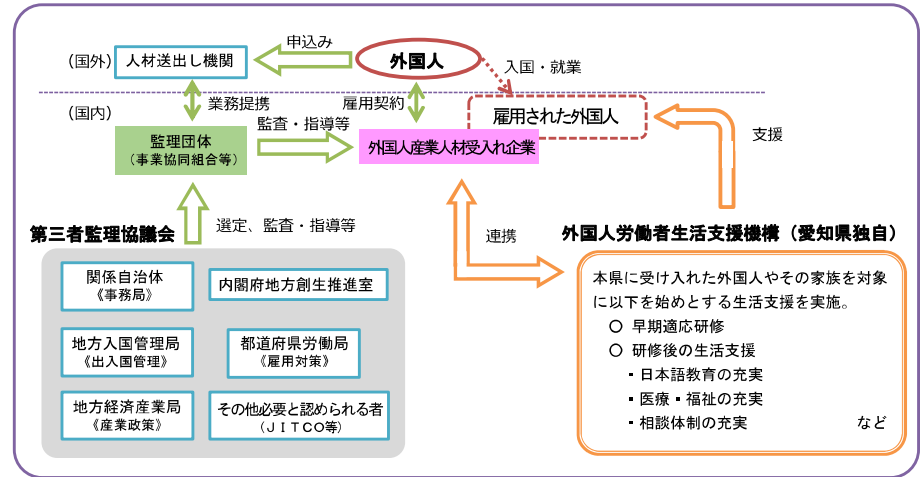 申込み
(国外)
人材送出し機関
外国人
入国・就業
(国内)
業務提携
雇用契約
雇用された外国人
監査・指導等
支援
監理団体
(事業協同組合等)
外国人産業人材受入れ企業
選定、監査・指導等
第三者監理協議会
連携
外国人労働者生活支援機構(愛知県独自)
関係自治体
《事務局》
内閣府地方創生推進室
地方入国管理局
《出入国管理》
都道府県労働局
《雇用対策》
地方経済産業局
《産業政策》
その他必要と認められる者
(JITCO等)
本県に受け入れた外国人やその家族を対象
に以下を始めとする生活支援を実施。
○ 早期適応研修
○ 研修後の生活支援
・日本語教育の充実
・医療・福祉の充実
・相談体制の充実 など